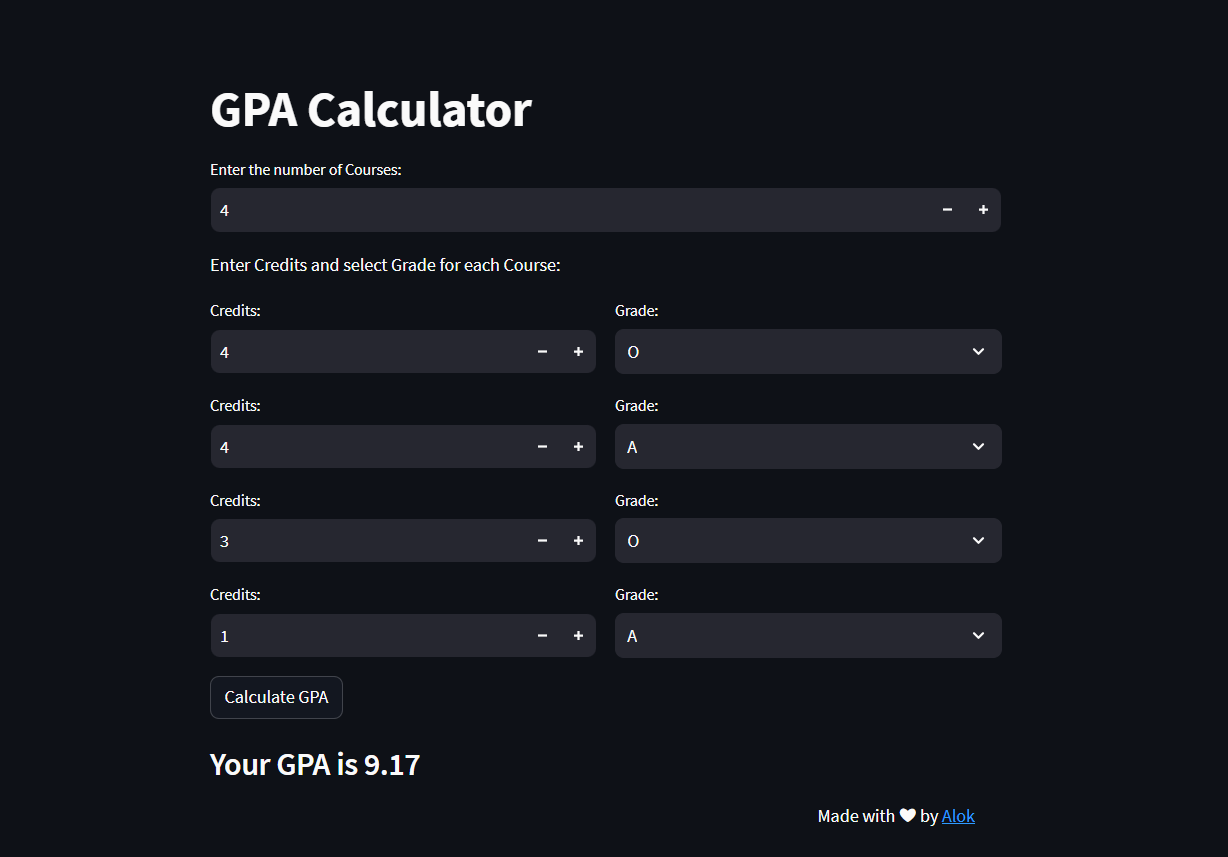 GPA Calculator
Enter the number of Courses:
4
Enter Credits and select Grade for each Course:
Credits: Grade:
4 O
Credits: Grade:
4 A
Credits: Grade:
3 O
Credits: Grade:
1 A
Calculate GPA
Your GPA is 9.17
Made with 🤍 by Alok